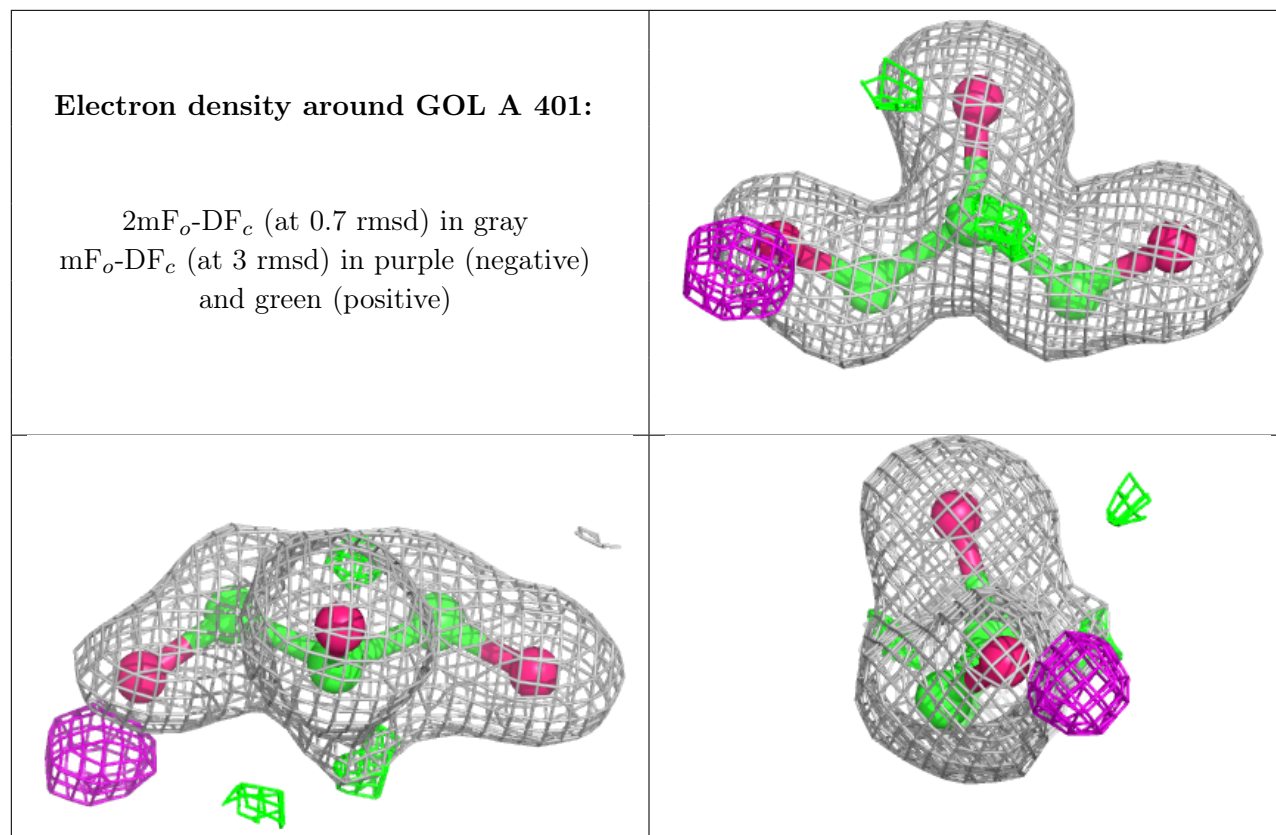 Electron density around GOL A 401:
2mFo-DFc (at 0.7 rmsd) in gray
mFo-DFc (at 3 rmsd) in purple (negative)
and green (positive)